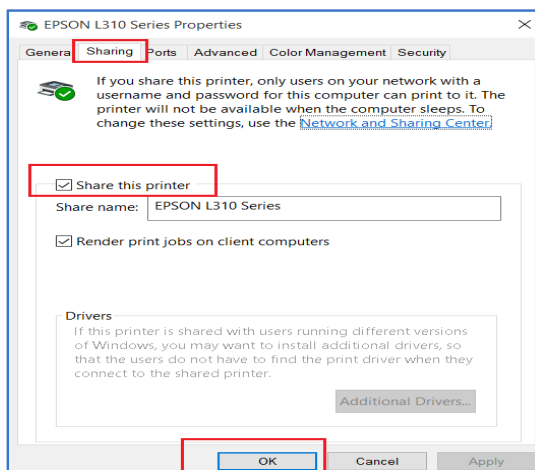 EPSON L310 Series Properties
General Sharing Ports Advanced Color Management Security
If you share this printer, only users on your network with a
username and password for this computer can print to it. The
printer will not be available when the computer sleeps. To
change these settings, use the Network and Sharing Center.
Share this printer
Share name: EPSON L310 Series
Render print jobs on client computers
Drivers
If this printer is shared with users running different versions
of Windows, you may want to install additional drivers, so
that the users do not have to find the print driver when they
connect to the shared printer.
Additional Drivers...
OK Cancel Apply